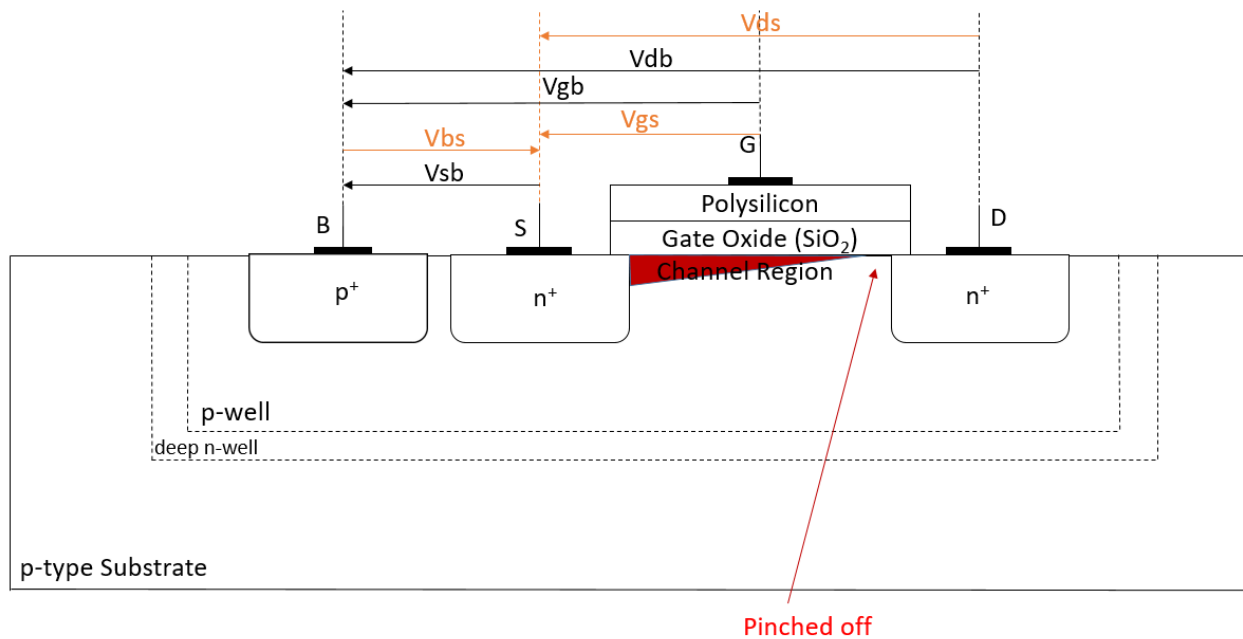 Vds
Vdb
Vgb
Vgs
Vbs
G
Vsb
Polysilicon
B
S
D
Gate Oxide (SiO₂)
Channel Region
p⁺
n⁺
n⁺
p-well
deep n-well
p-type Substrate
Pinched off